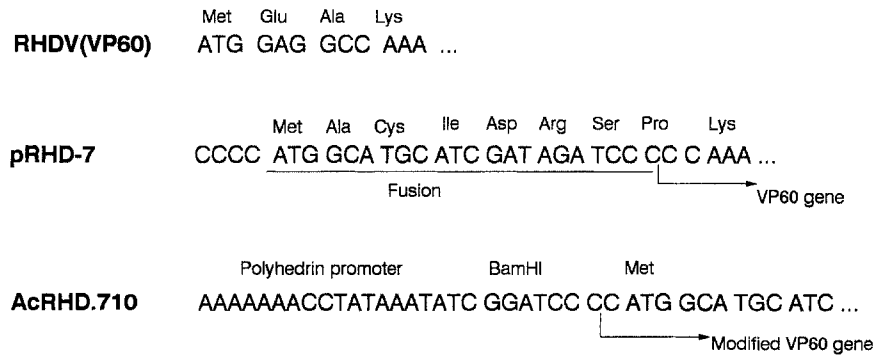 Met Glu Ala Lys
RHDV(VP60) ATG GAG GCC AAA ...
Met Ala Cys Ile Asp Arg Ser Pro Lys
pRHD-7 CCCC ATG GCA TGC ATC GAT AGA TCC CC C AAA ...
Fusion
VP60 gene
Polyhedrin promoter BamHI Met
AcRHD.710 AAAAAAACCTATAAATATC GGATCC CC ATG GCA TGC ATC ...
Modified VP60 gene